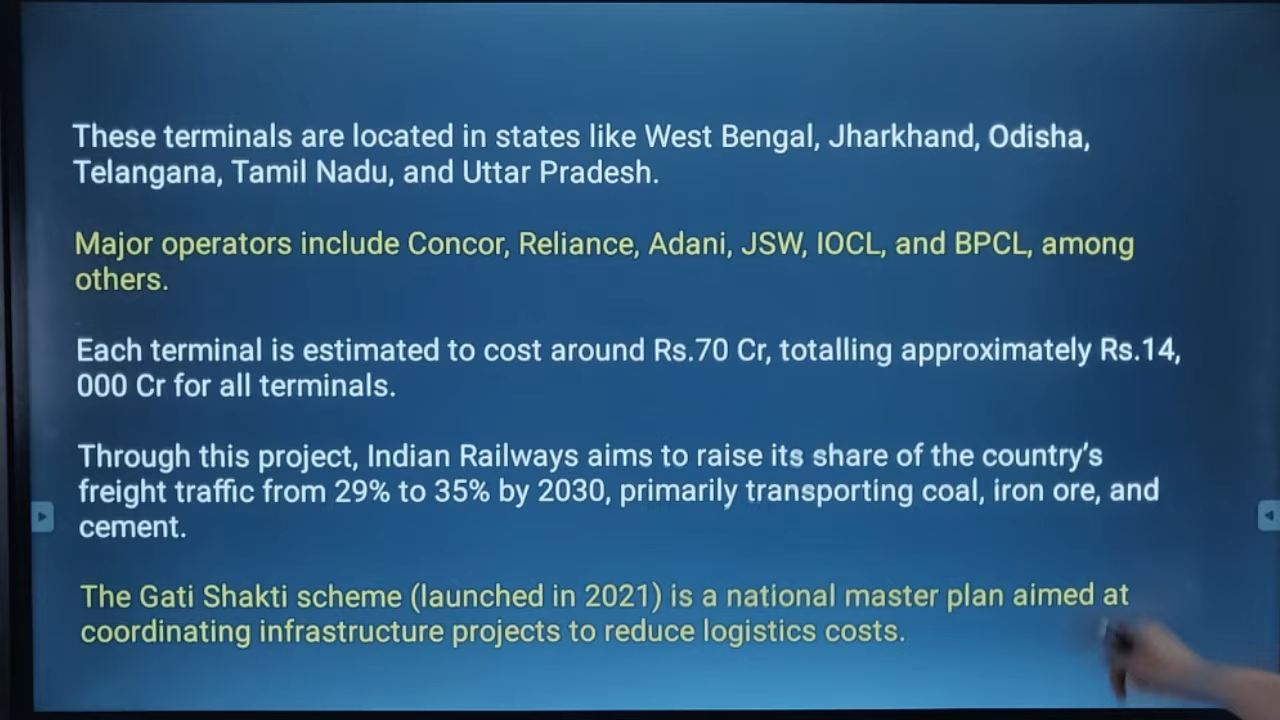 These terminals are located in states like West Bengal, Jharkhand, Odisha,
Telangana, Tamil Nadu, and Uttar Pradesh.
Major operators include Concor, Reliance, Adani, JSW, IOCL, and BPCL, among
others.
Each terminal is estimated to cost around Rs.70 Cr, totalling approximately Rs.14,
000 Cr for all terminals.
Through this project, Indian Railways aims to raise its share of the country's
freight traffic from 29% to 35% by 2030, primarily transporting coal, iron ore, and
cement.
The Gati Shakti scheme (launched in 2021) is a national master plan aimed at
coordinating infrastructure projects to reduce logistics costs.